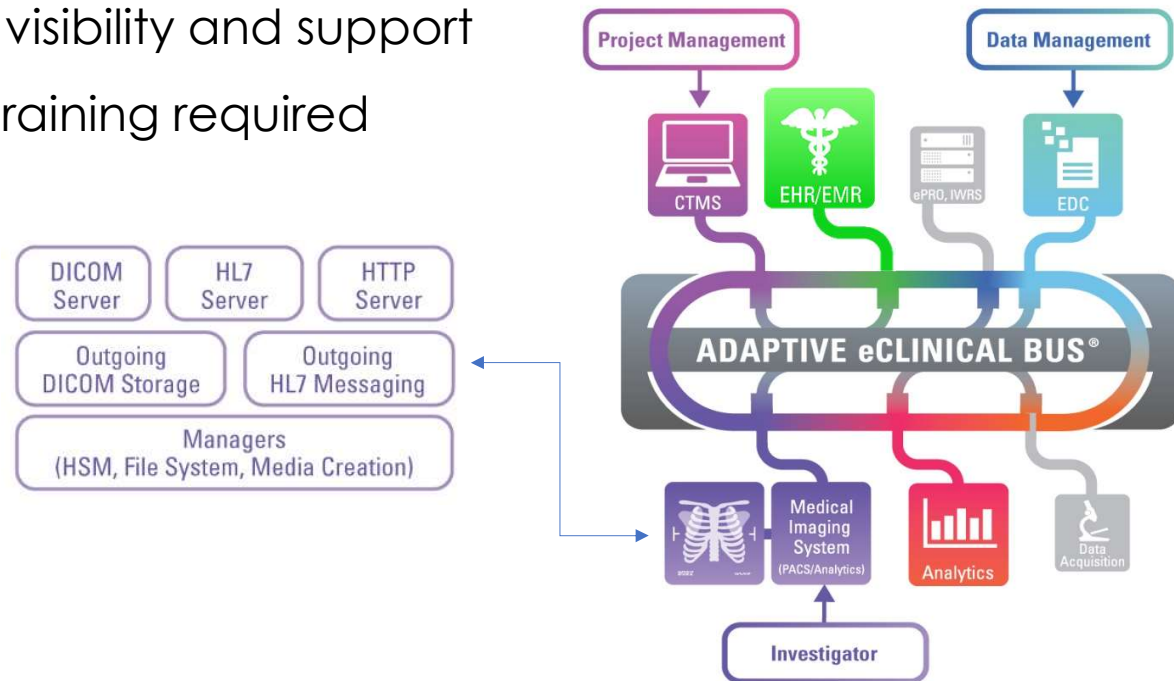 visibility and support
raining required
Project Management
Data Management
CTMS
EHR/EMR
ePRO, IWRS
EDC
DICOM
Server
HL7
Server
HTTP
Server
Outgoing
DICOM Storage
Outgoing
HL7 Messaging
Managers
(HSM, File System, Media Creation)
ADAPTIVE eCLINICAL BUS®
Medical
Imaging
System
(PACS/Analytics)
Analytics
Data
Acquisition
Investigator